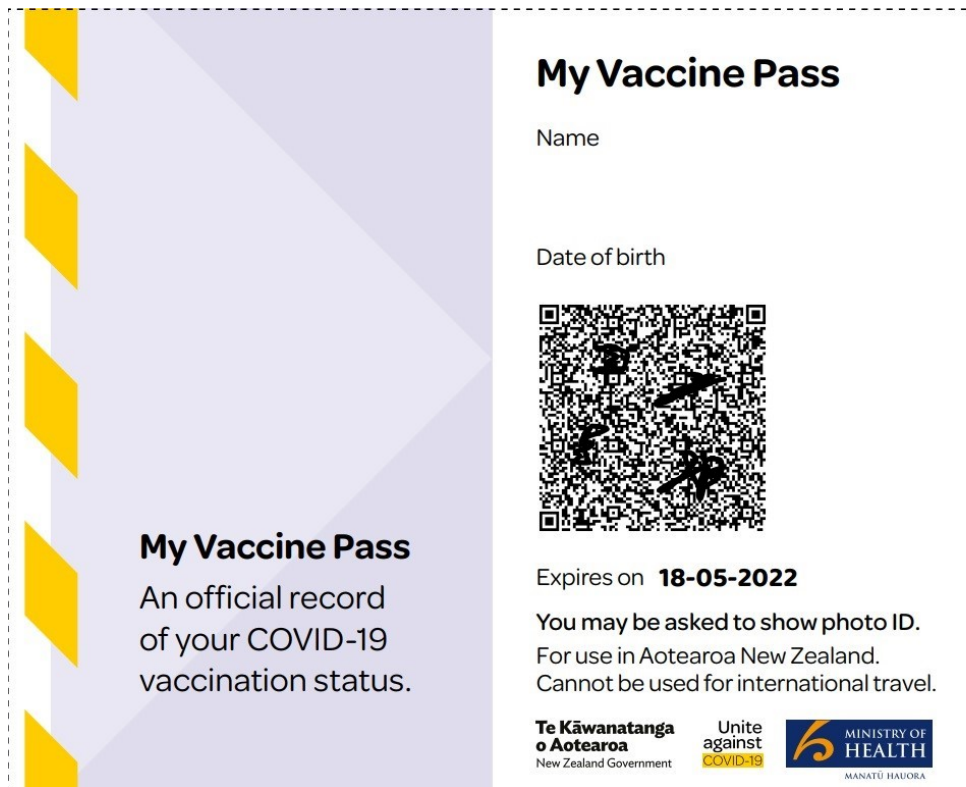 My Vaccine Pass
An official record
of your COVID-19
vaccination status.
My Vaccine Pass
Name
Date of birth
Expires on 18-05-2022
You may be asked to show photo ID.
For use in Aotearoa New Zealand.
Cannot be used for international travel.
Te Kāwanatanga
o Aotearoa
New Zealand Government
Unite
against
COVID-19
MINISTRY OF
HEALTH
MANATŪ HAUORA